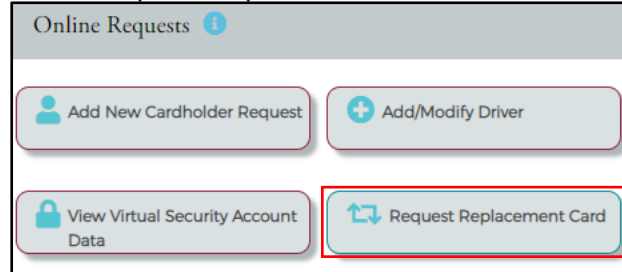 Online Requests
Add New Cardholder Request
Add/Modify Driver
View Virtual Security Account
Data
Request Replacement Card